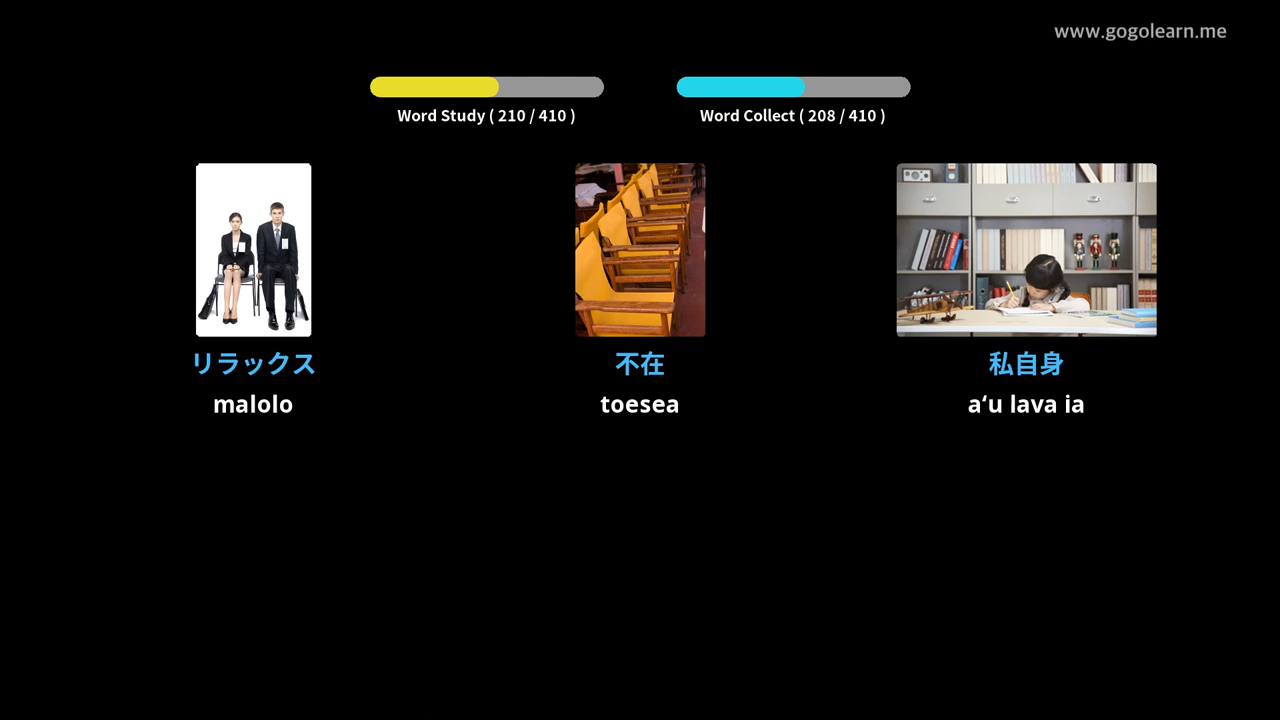 www.gogolearn.me
Word Study ( 210 / 410 )
Word Collect ( 208 / 410 )
リラックス
不在
私自身
malolo
toesea
a‘u lava ia